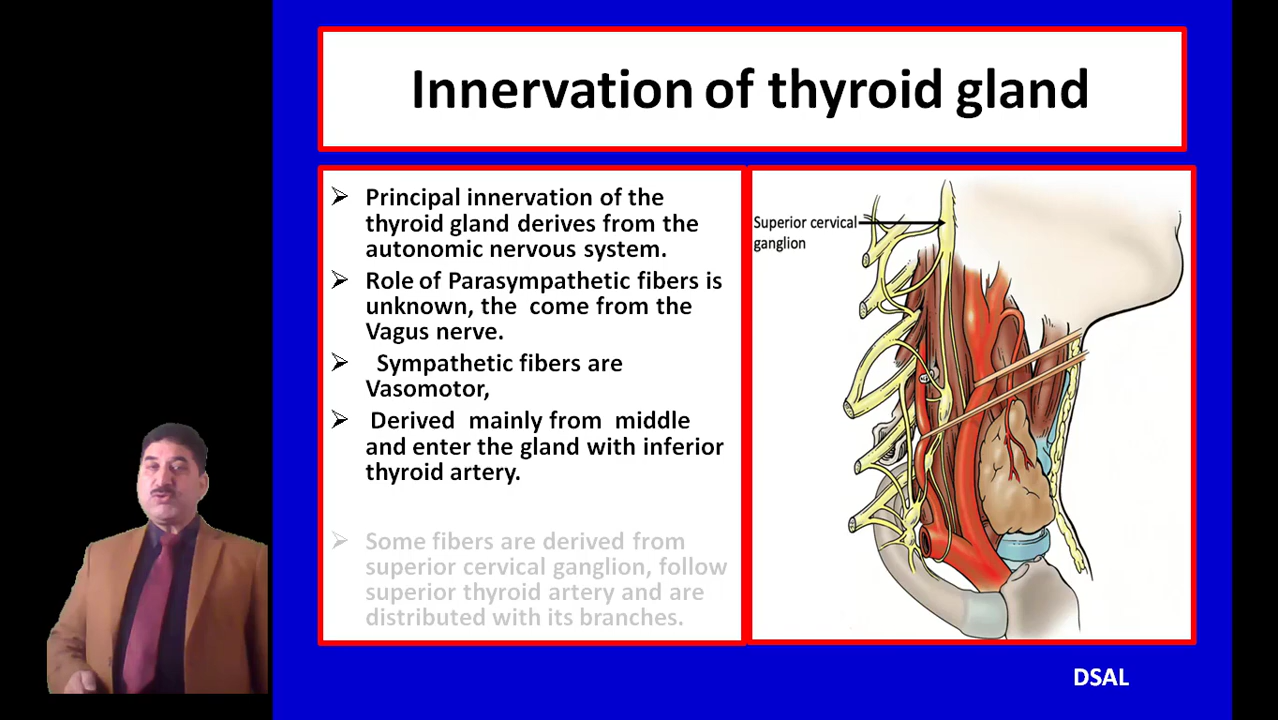 Innervation of thyroid gland
➢ Principal innervation of the
thyroid gland derives from the
autonomic nervous system.
➢ Role of Parasympathetic fibers is
unknown, the come from the
Vagus nerve.
➢ Sympathetic fibers are
Vasomotor,
➢ Derived mainly from middle
and enter the gland with inferior
thyroid artery.
➢ Some fibers are derived from
superior cervical ganglion, follow
superior thyroid artery and are
distributed with its branches.
Superior cervical
ganglion
DSAL